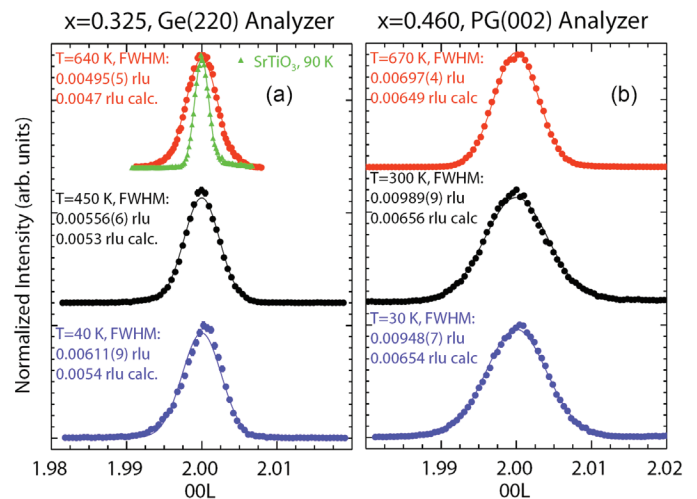 x=0.325, Ge(220) Analyzer
x=0.460, PG(002) Analyzer
Normalized Intensity (arb. units)
T=640 K, FWHM:
0.00495(5) rlu
0.0047 rlu calc.
SrTiO3, 90 K
(a)
T=450 K, FWHM:
0.00556(6) rlu
0.0053 rlu calc.
T=40 K, FWHM:
0.00611(9) rlu
0.0054 rlu calc.
1.98
1.99
2.00
2.01
00L
T=670 K, FWHM:
0.00697(4) rlu
0.00649 rlu calc
(b)
T=300 K, FWHM:
0.00989(9) rlu
0.00656 rlu calc
T=30 K, FWHM:
0.00948(7) rlu
0.00654 rlu calc
1.99
2.00
2.01
2.02
00L